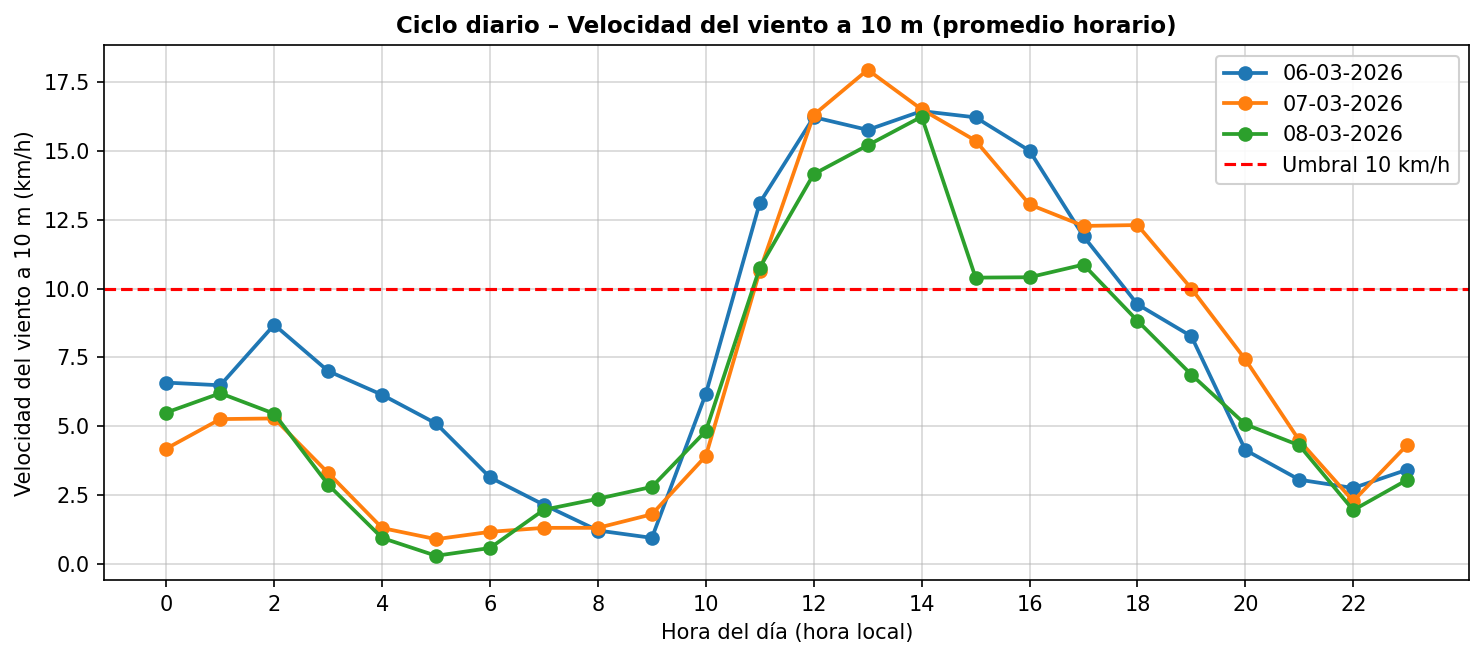 Ciclo diario – Velocidad del viento a 10 m (promedio horario)
Velocidad del viento a 10 m (km/h)
17.5
15.0
12.5
10.0
7.5
5.0
2.5
0.0
06-03-2026
07-03-2026
08-03-2026
Umbral 10 km/h
0 2 4 6 8 10 12 14 16 18 20 22
Hora del día (hora local)